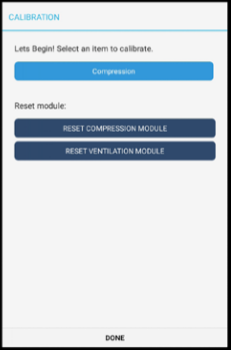 CALIBRATION
Lets Begin! Select an item to calibrate.
Compression
Reset module:
RESET COMPRESSION MODULE
RESET VENTILATION MODULE
DONE